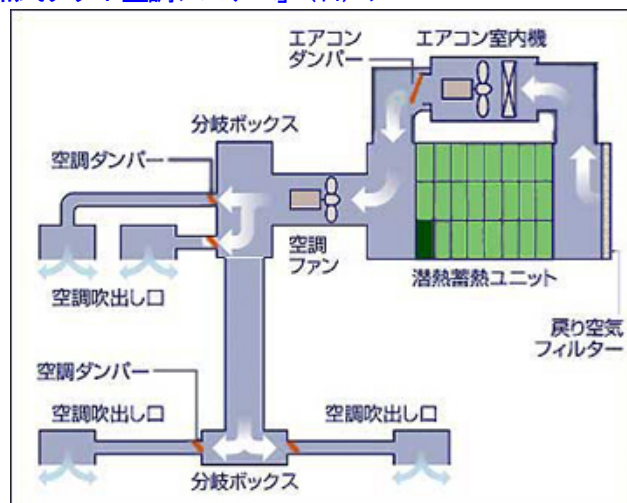 エアコン
ダンパー
エアコン室内機
分岐ボックス
空調ダンパー
空調
ファン
潜熱蓄熱ユニット
空調吹出し口
戻り空気
フィルター
空調ダンパー
空調吹出し口
空調吹出し口
分岐ボックス